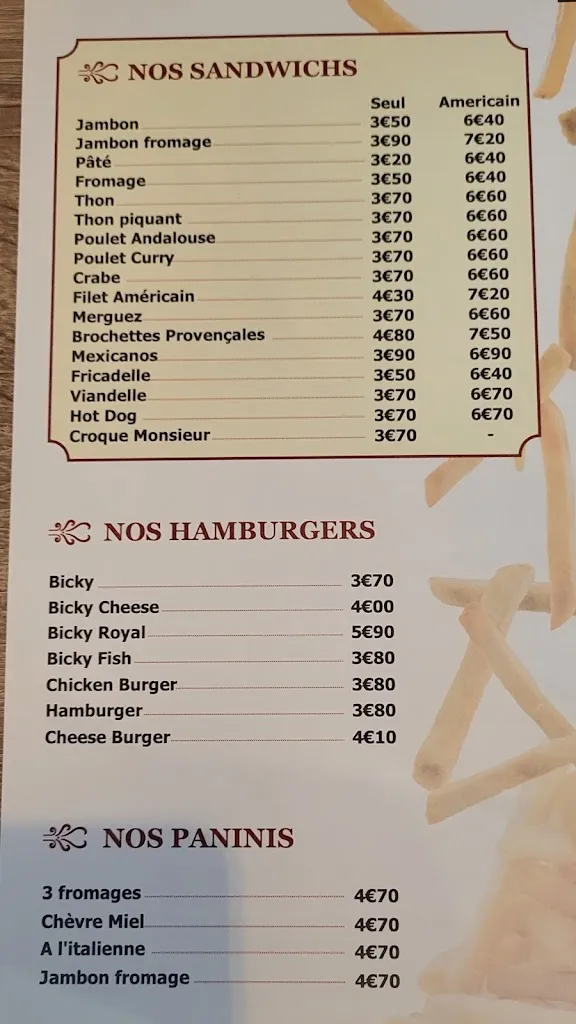 NOS SANDWICHS
Seul Americain
Jambon 3€50 6€40
Jambon fromage 3€90 7€20
Pâté 3€20 6€40
Fromage 3€50 6€40
Thon 3€70 6€60
Thon piquant 3€70 6€60
Poulet Andalouse 3€70 6€60
Poulet Curry 3€70 6€60
Crabe 3€70 6€60
Filet Américain 4€30 7€20
Merguez 3€70 6€60
Brochettes Provençales 4€80 7€50
Mexicanos 3€90 6€90
Fricadelle 3€50 6€40
Viandelle 3€70 6€70
Hot Dog 3€70 6€70
Croque Monsieur 3€70 -
NOS HAMBURGERS
Bicky 3€70
Bicky Cheese 4€00
Bicky Royal 5€90
Bicky Fish 3€80
Chicken Burger 3€80
Hamburger 3€80
Cheese Burger 4€10
NOS PANINIS
3 fromages 4€70
Chèvre Miel 4€70
A l'italienne 4€70
Jambon fromage 4€70